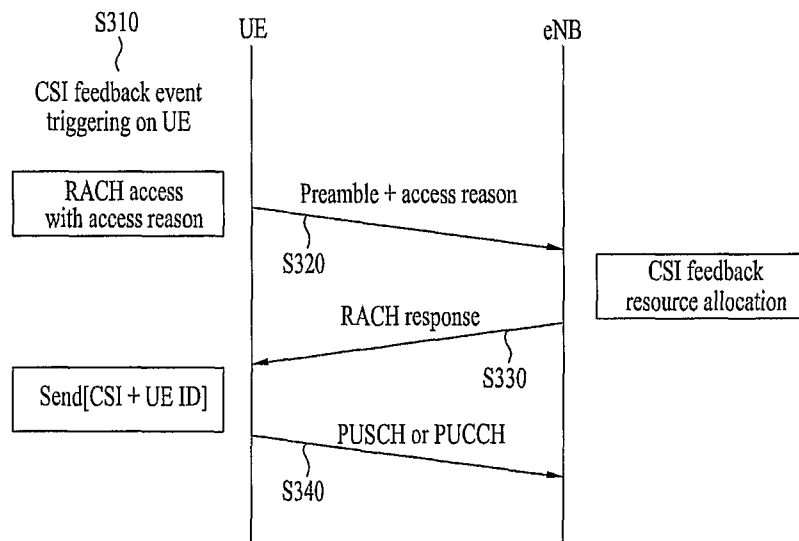 S310
UE
eNB
CSI feedback event
triggering on UE
RACH access
with access reason
Preamble + access reason
S320
CSI feedback
resource allocation
RACH response
S330
Send[CSI + UE ID]
PUSCH or PUCCH
S340